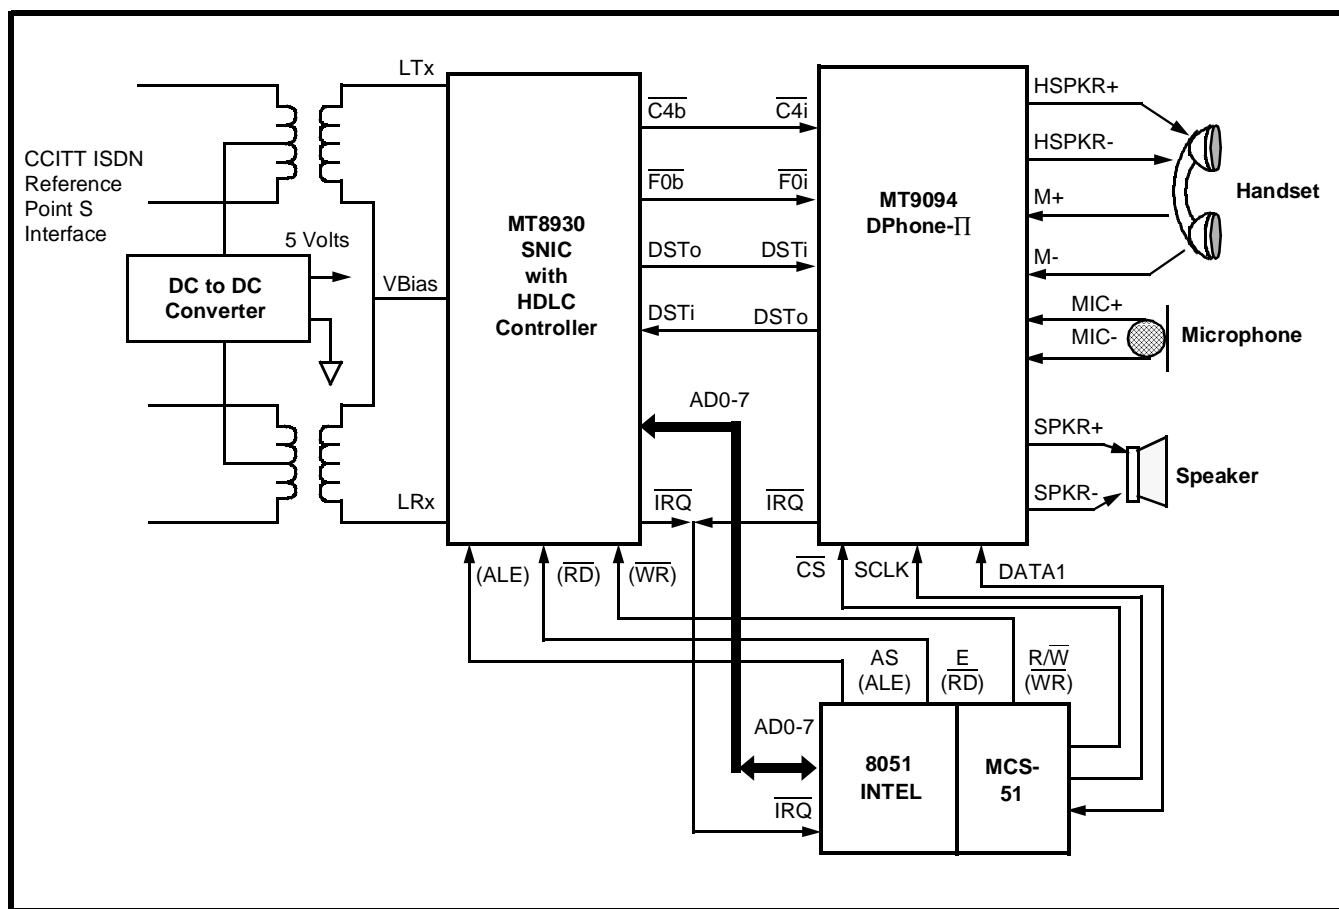 LTx
C4b
C4i
HSPKR+
CCITT ISDN
Reference
Point S
Interface
F0b
F0i
HSPKR-
MT8930
SNIC
with
HDLC
Controller
MT9094
DPhone-Π
M+
Handset
5 Volts
DSTo
DSTi
M-
DC to DC
Converter
VBias
DSTi
DSTo
MIC+
MIC-
Microphone
AD0-7
SPKR+
Speaker
LRx
IRQ
IRQ
SPKR-
(ALE)
(RD)
(WR)
CS
SCLK
DATA1
AS
(ALE)
E
(RD)
R/W
(WR)
AD0-7
8051
INTEL
MCS-
51
IRQ